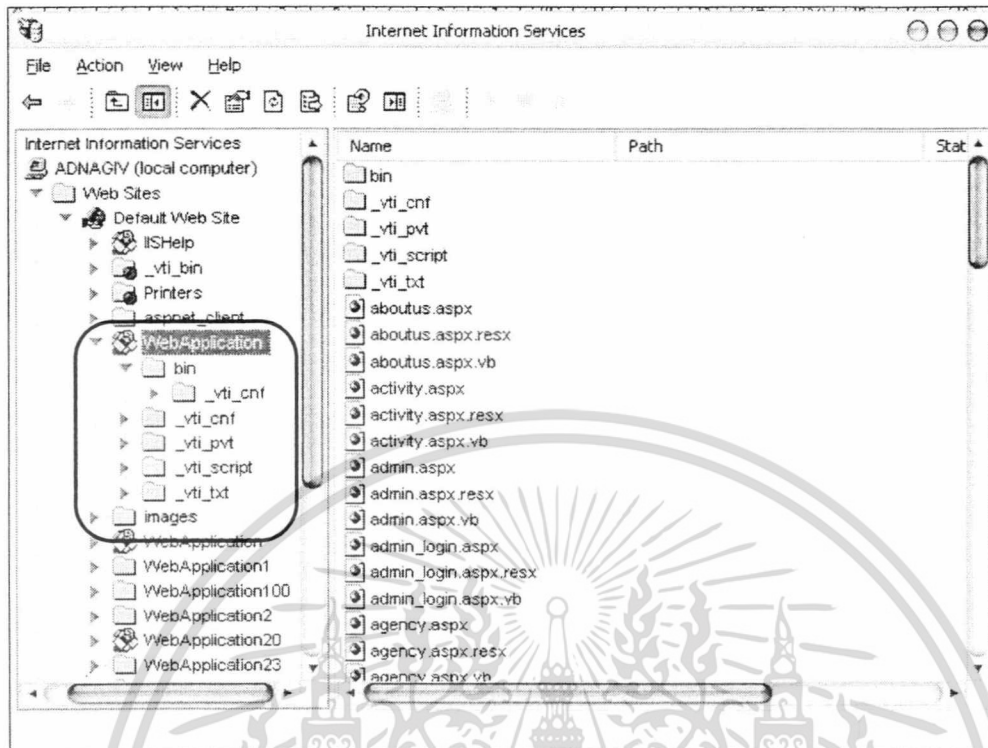 Internet Information Services
File Action View Help
Internet Information Services
ADNAGIV (local computer)
Web Sites
Default Web Site
IISHelp
_vti_bin
Printers
aspnet_client
WebApplication
bin
_vti_cnf
_vti_cnf
_vti_pvt
_vti_script
_vti_txt
images
WebApplication
WebApplication1
WebApplication100
WebApplication2
WebApplication20
WebApplication23
Name Path Stat
bin
_vti_cnf
_vti_pvt
_vti_script
_vti_txt
aboutus.aspx
aboutus.aspx.resx
aboutus.aspx.vb
activity.aspx
activity.aspx.resx
activity.aspx.vb
admin.aspx
admin.aspx.resx
admin.aspx.vb
admin_login.aspx
admin_login.aspx.resx
admin_login.aspx.vb
agency.aspx
agency.aspx.resx
agency.aspx.vb